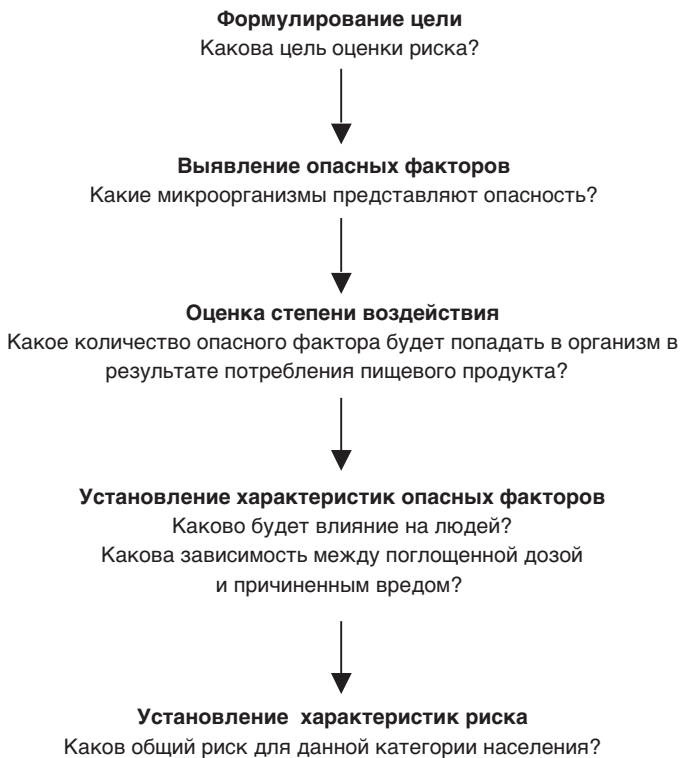 Формулирование цели
Какова цель оценки риска?
Выявление опасных факторов
Какие микроорганизмы представляют опасность?
Оценка степени воздействия
Какое количество опасного фактора будет попадать в организм в
результате потребления пищевого продукта?
Установление характеристик опасных факторов
Каково будет влияние на людей?
Какова зависимость между поглощенной дозой
и причиненным вредом?
Установление характеристик риска
Каков общий риск для данной категории населения?